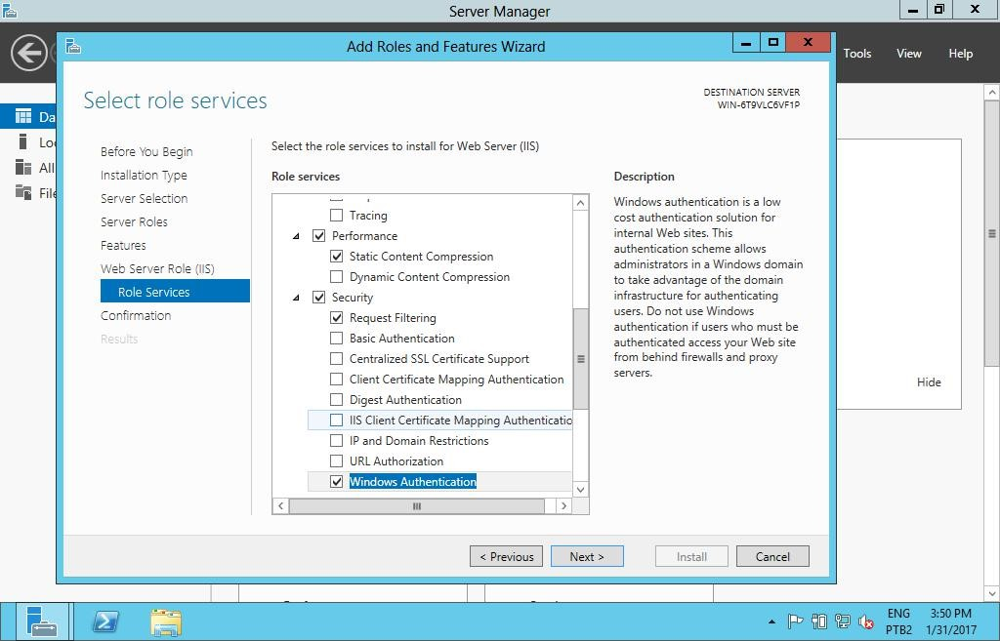 Server Manager
Add Roles and Features Wizard
Tools View Help
Select role services
DESTINATION SERVER
WIN-6T9VLC6VF1P
Before You Begin
Installation Type
Server Selection
Server Roles
Features
Web Server Role (IIS)
Role Services
Confirmation
Results
Select the role services to install for Web Server (IIS)
Role services
Tracing
Performance
Static Content Compression
Dynamic Content Compression
Security
Request Filtering
Basic Authentication
Centralized SSL Certificate Support
Client Certificate Mapping Authentication
Digest Authentication
IIS Client Certificate Mapping Authenticatio
IP and Domain Restrictions
URL Authorization
Windows Authentication
Description
Windows authentication is a low
cost authentication solution for
internal Web sites. This
authentication scheme allows
administrators in a Windows domain
to take advantage of the domain
infrastructure for authenticating
users. Do not use Windows
authentication if users who must be
authenticated access your Web site
from behind firewalls and proxy
servers.
Hide
< Previous
Next >
Install
Cancel
Da
Loc
All
File
ENG
PTB2
3:50 PM
1/31/2017